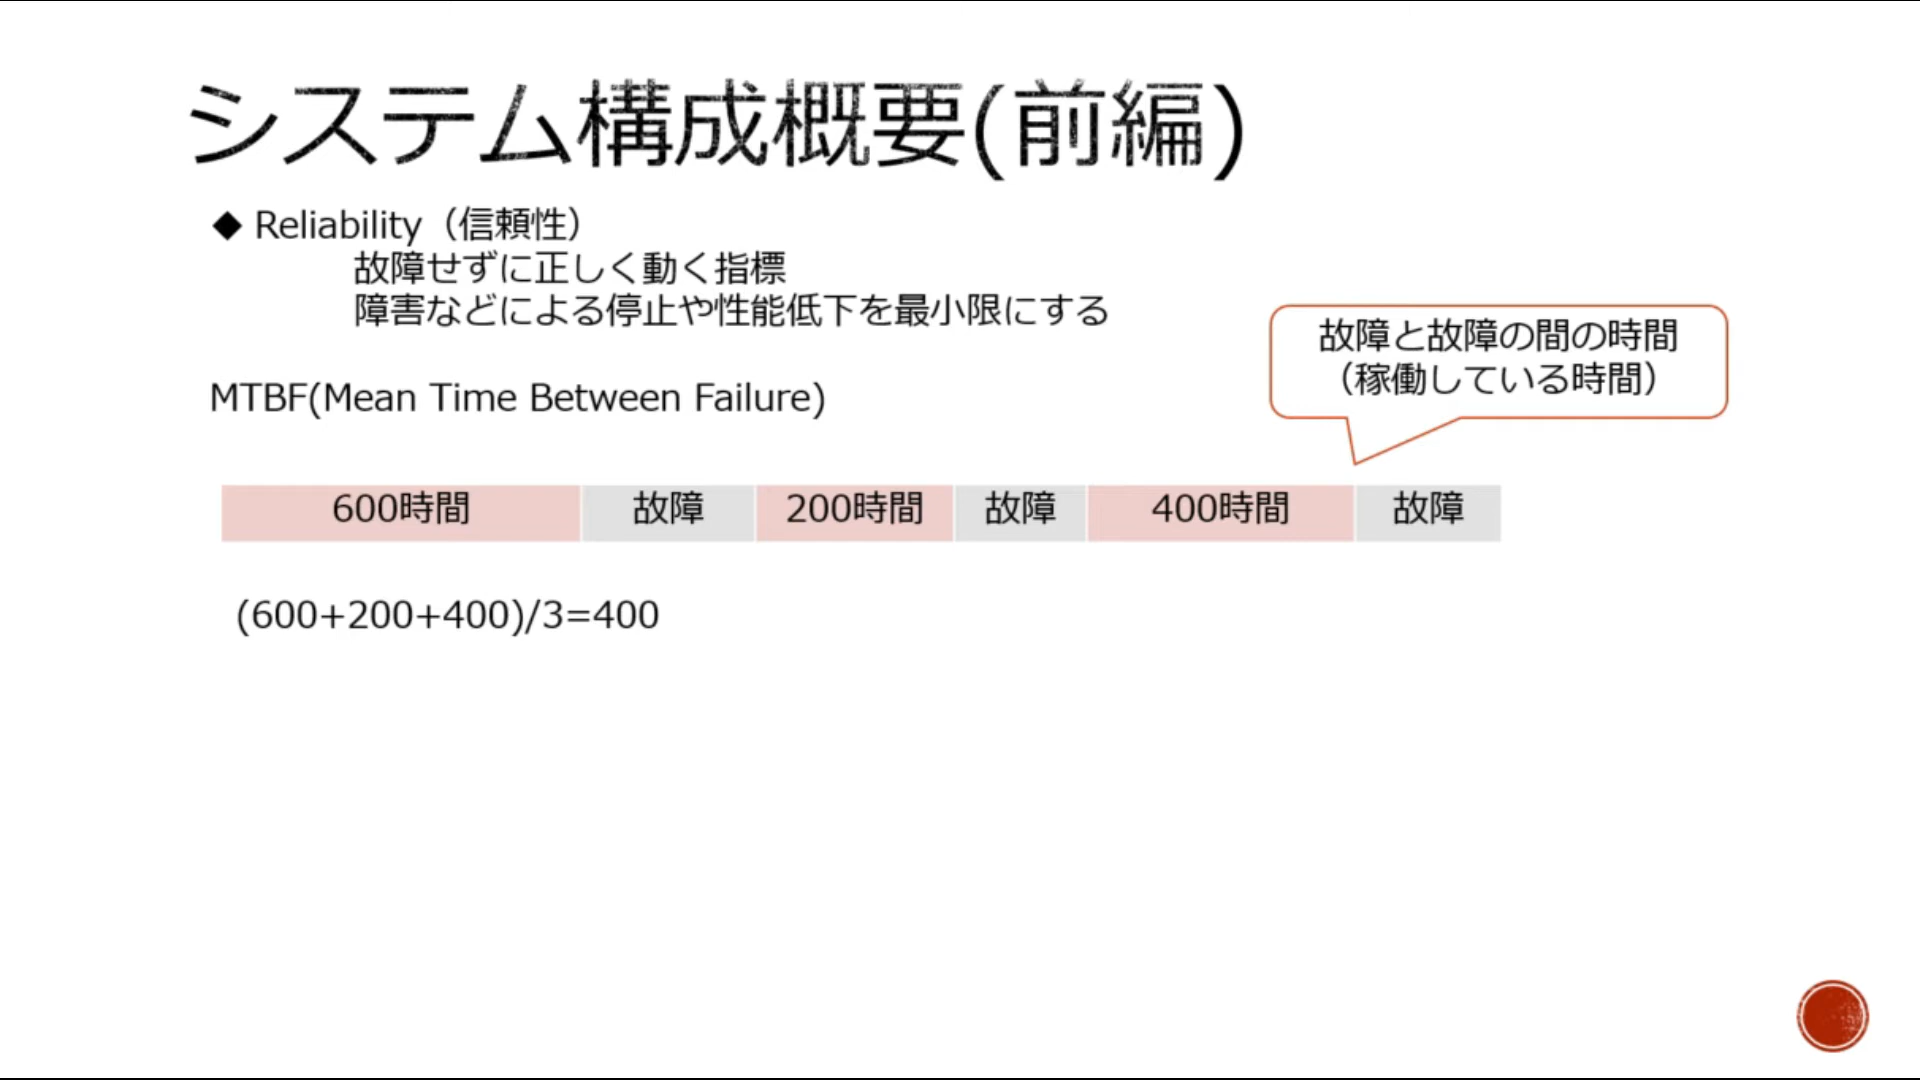 システム構成概要(前編)
◆ Reliability（信頼性）
故障せずに正しく動く指標
障害などによる停止や性能低下を最小限にする
故障と故障の間の時間
（稼働している時間）
MTBF(Mean Time Between Failure)
600時間 故障 200時間 故障 400時間 故障
(600+200+400)/3=400